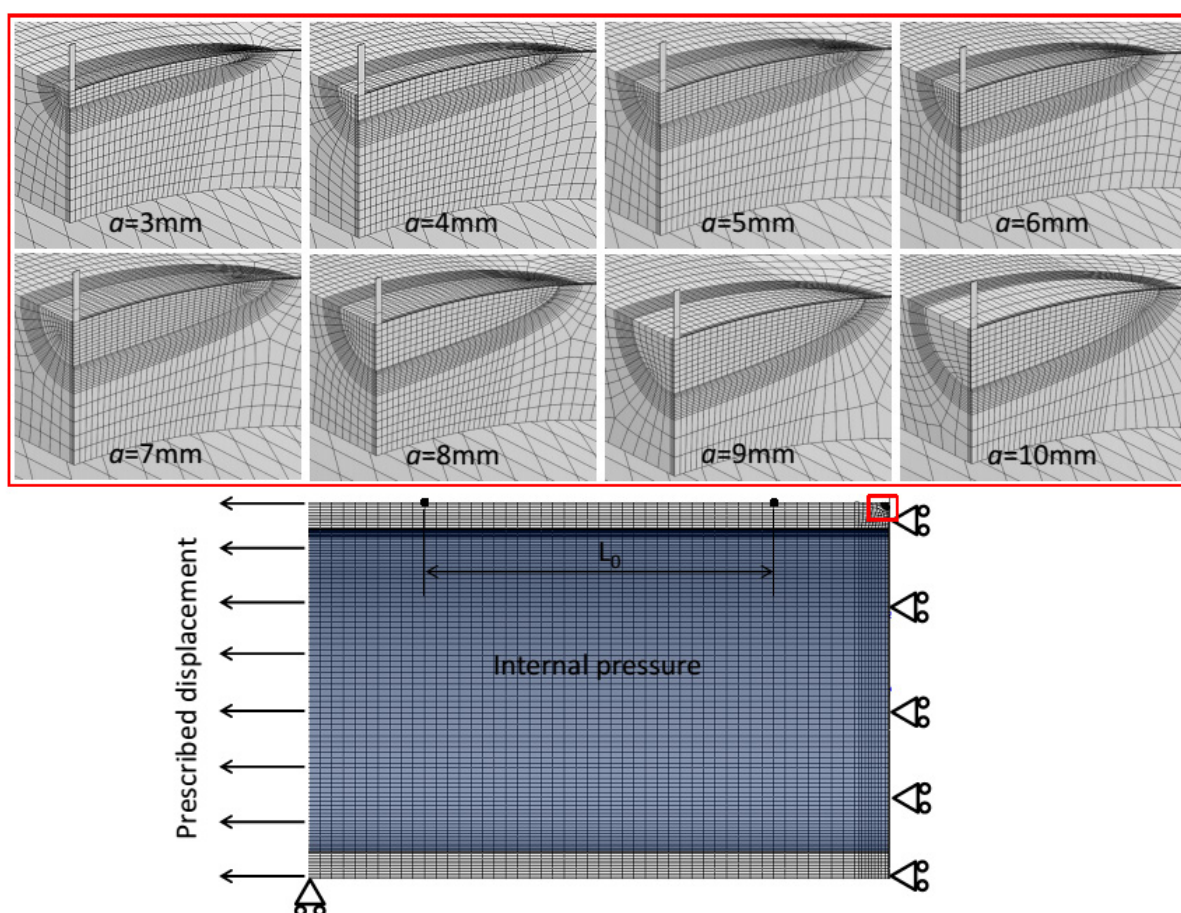 a=3mm
a=4mm
a=5mm
a=6mm
a=7mm
a=8mm
a=9mm
a=10mm
L₀
Internal pressure
Prescribed displacement